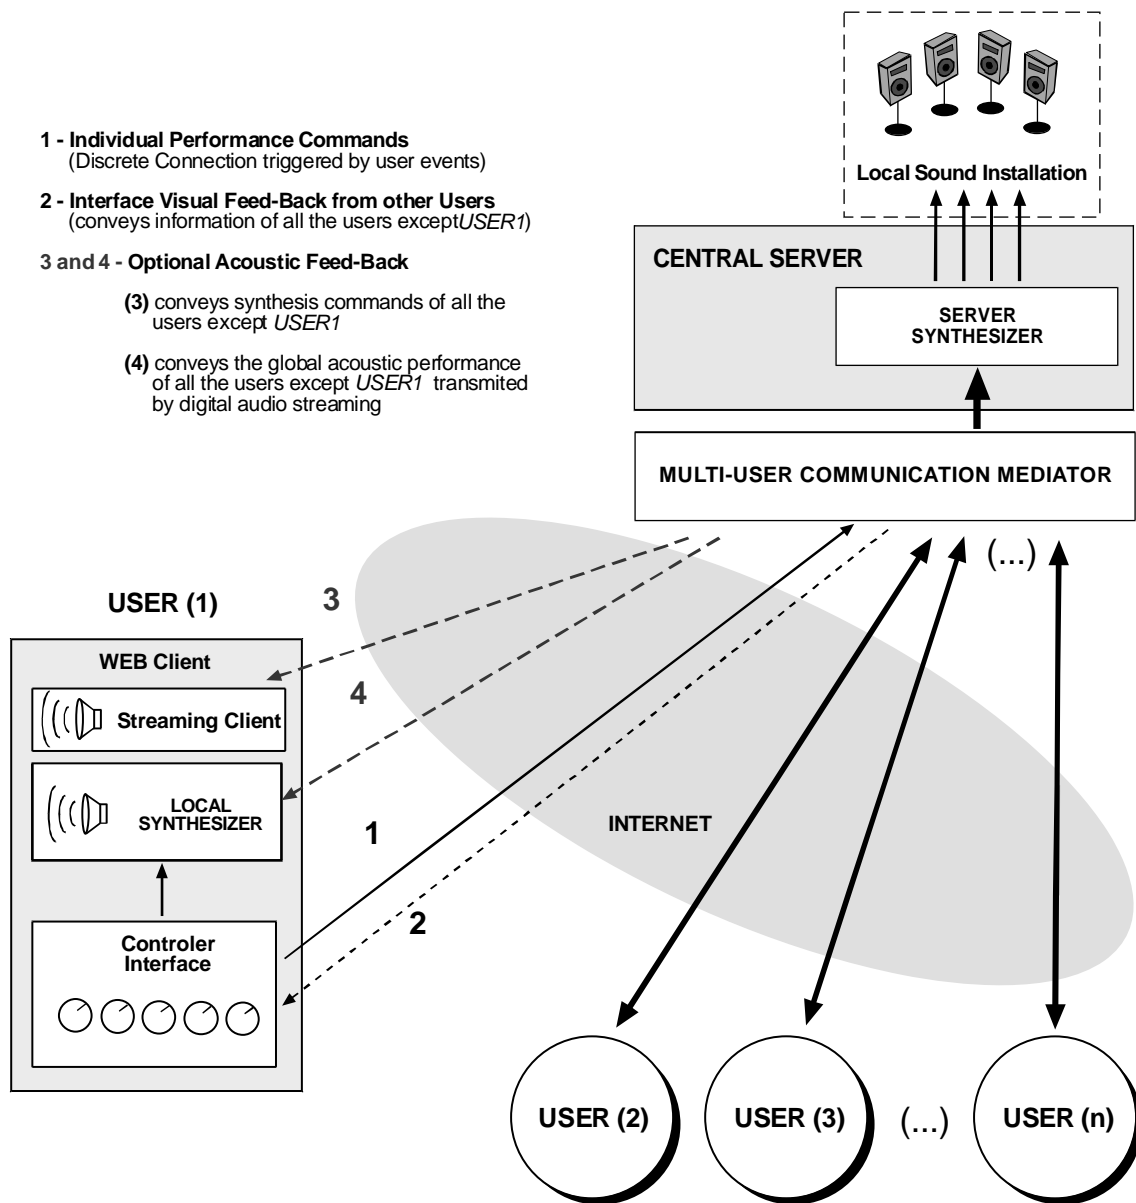 1 - Individual Performance Commands
(Discrete Connection triggered by user events)
2 - Interface Visual Feed-Back from other Users
(conveys information of all the users exceptUSER1)
3 and 4 - Optional Acoustic Feed-Back
(3) conveys synthesis commands of all the
users except USER1
(4) conveys the global acoustic performance
of all the users except USER1 transmited
by digital audio streaming
Local Sound Installation
CENTRAL SERVER
SERVER
SYNTHESIZER
MULTI-USER COMMUNICATION MEDIATOR
(...)
USER (1)
WEB Client
Streaming Client
LOCAL
SYNTHESIZER
Controler
Interface
3
4
1
2
INTERNET
USER (2)
USER (3)
(...)
USER (n)